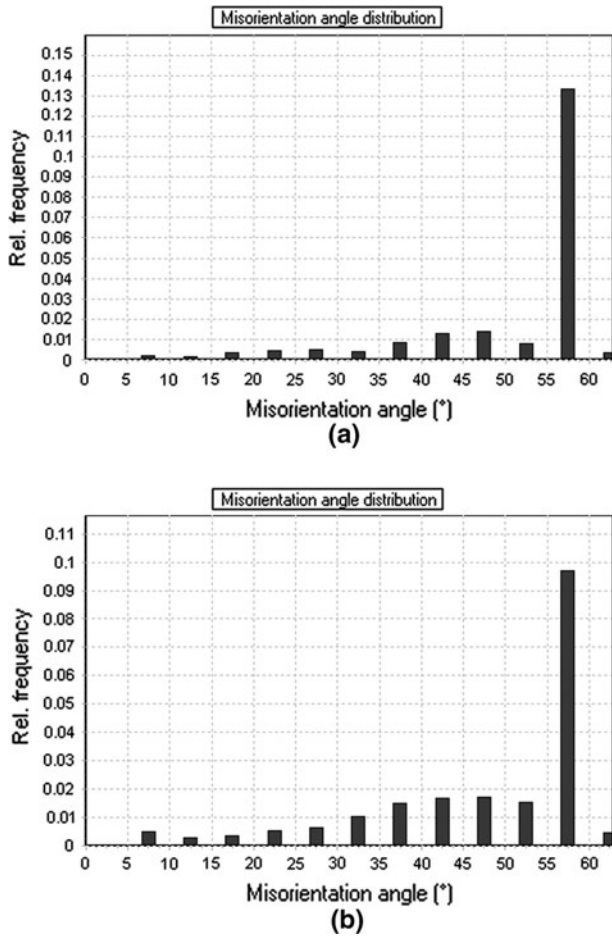 Misorientation angle distribution
0.15
0.14
0.13
0.12
0.11
0.1
0.09
0.08
0.07
0.06
0.05
0.04
0.03
0.02
0.01
0
Rel. frequency
0 5 10 15 20 25 30 35 40 45 50 55 60
Misorientation angle (°)
(a)
Misorientation angle distribution
0.11
0.1
0.09
0.08
0.07
0.06
0.05
0.04
0.03
0.02
0.01
0
Rel. frequency
0 5 10 15 20 25 30 35 40 45 50 55 60
Misorientation angle (°)
(b)